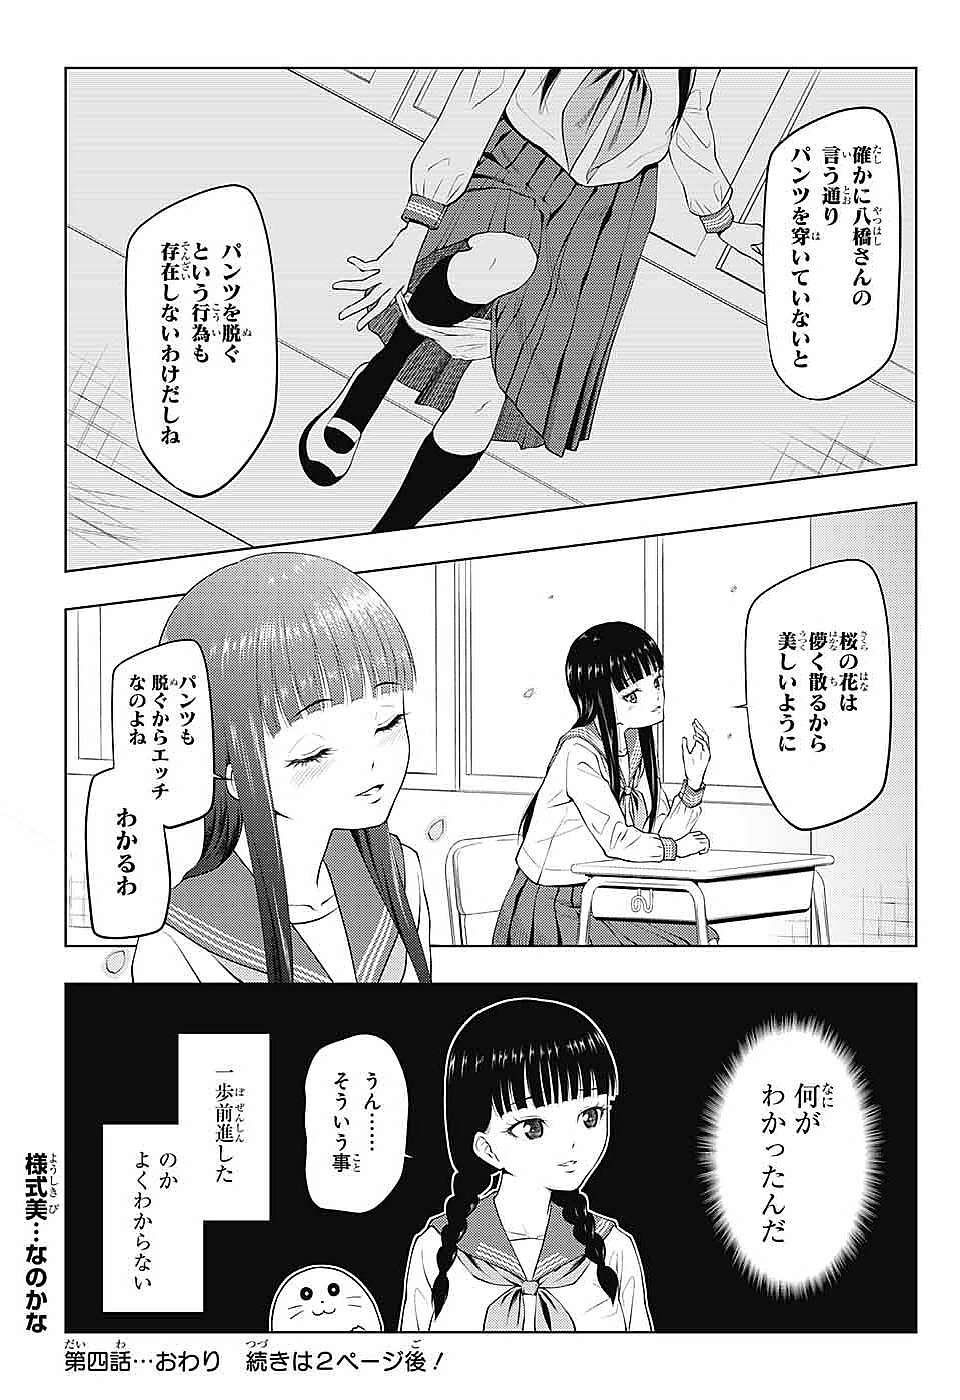 確かに八橋さんの
言う通り
パンツを穿いていないと
パンツを脱ぐ
という行為も
存在しないわけだしね
桜の花は
儚く散るから
美しいように
パンツも
脱ぐからエッチ
なのよね
わかるわ
何が
わかったんだ
うん……
そういう事
一歩前進した
のか
よくわからない
様式美…なのかな
第四話…おわり　続きは2ページ後！